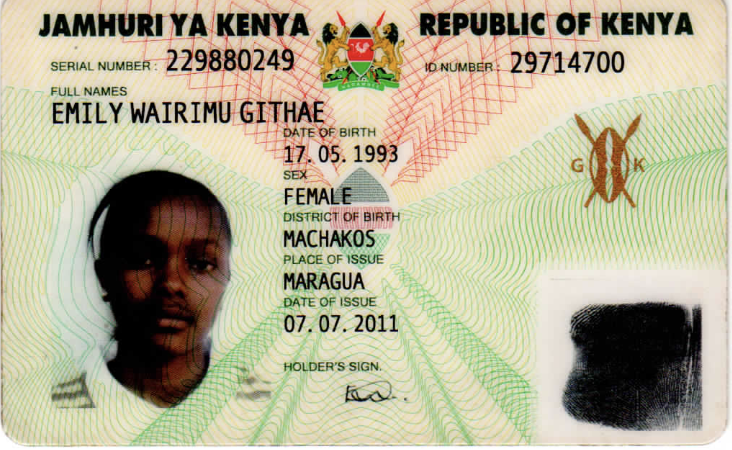 JAMHURI YA KENYA REPUBLIC OF KENYA
SERIAL NUMBER: 229880249 ID NUMBER: 29714700
FULL NAMES
EMILY WAIRIMU GITHAE
DATE OF BIRTH
17.05.1993
SEX
FEMALE
DISTRICT OF BIRTH
MACHAKOS
PLACE OF ISSUE
MARAGUA
DATE OF ISSUE
07.07.2011
HOLDER'S SIGN.
G K